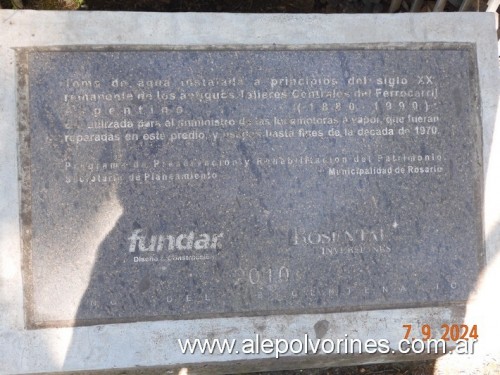 Toma de agua instalada a principios del siglo XX,
remanente de los antiguos Talleres Centrales del Ferrocarril
Argentino (1880, 1990)
Es utilizada para el suministro de las locomotoras a vapor, que fueran
reparadas en este predio, y usadas hasta fines de la década de 1970.
Programa de Preservación y Rehabilitación del Patrimonio
Secretaría de Planeamiento Municipalidad de Rosario
fundar
Diseño & Construcción
ROSENTAL
INVERSIONES
2010
7 9 2024
www.alepolvorines.com.ar